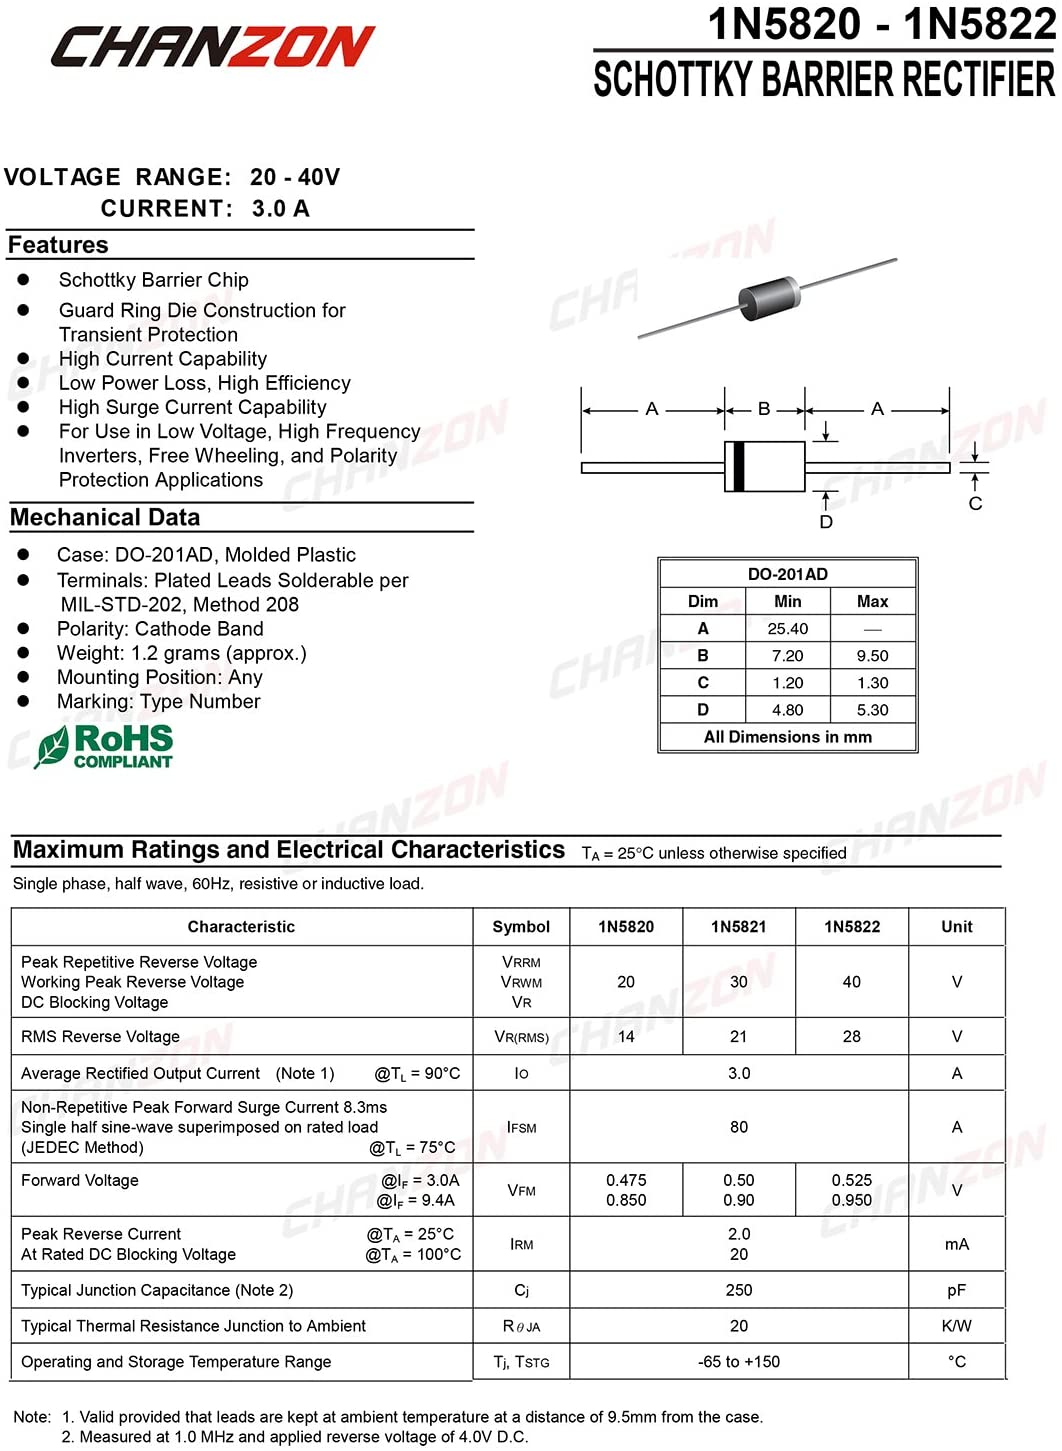 CHANZON
1N5820 - 1N5822
SCHOTTKY BARRIER RECTIFIER
VOLTAGE RANGE: 20 - 40V
CURRENT: 3.0 A
Features
● Schottky Barrier Chip
● Guard Ring Die Construction for
Transient Protection
● High Current Capability
● Low Power Loss, High Efficiency
● High Surge Current Capability
● For Use in Low Voltage, High Frequency
Inverters, Free Wheeling, and Polarity
Protection Applications
Mechanical Data
● Case: DO-201AD, Molded Plastic
● Terminals: Plated Leads Solderable per
MIL-STD-202, Method 208
● Polarity: Cathode Band
● Weight: 1.2 grams (approx.)
● Mounting Position: Any
● Marking: Type Number
RoHS
COMPLIANT
A B A
C
D
DO-201AD
Dim Min Max
A 25.40 —
B 7.20 9.50
C 1.20 1.30
D 4.80 5.30
All Dimensions in mm
Maximum Ratings and Electrical Characteristics TA = 25°C unless otherwise specified
Single phase, half wave, 60Hz, resistive or inductive load.
Characteristic Symbol 1N5820 1N5821 1N5822 Unit
Peak Repetitive Reverse Voltage VRRM
Working Peak Reverse Voltage VRWM 20 30 40 V
DC Blocking Voltage VR
RMS Reverse Voltage VR(RMS) 14 21 28 V
Average Rectified Output Current (Note 1) @TL = 90°C IO 3.0 A
Non-Repetitive Peak Forward Surge Current 8.3ms
Single half sine-wave superimposed on rated load IFSM 80 A
(JEDEC Method) @TL = 75°C
Forward Voltage @IF = 3.0A VFM 0.475 0.50 0.525 V
@IF = 9.4A 0.850 0.90 0.950
Peak Reverse Current @TA = 25°C IRM 2.0 mA
At Rated DC Blocking Voltage @TA = 100°C 20
Typical Junction Capacitance (Note 2) Cj 250 pF
Typical Thermal Resistance Junction to Ambient RθJA 20 K/W
Operating and Storage Temperature Range Tj, TSTG -65 to +150 °C
Note: 1. Valid provided that leads are kept at ambient temperature at a distance of 9.5mm from the case.
2. Measured at 1.0 MHz and applied reverse voltage of 4.0V D.C.